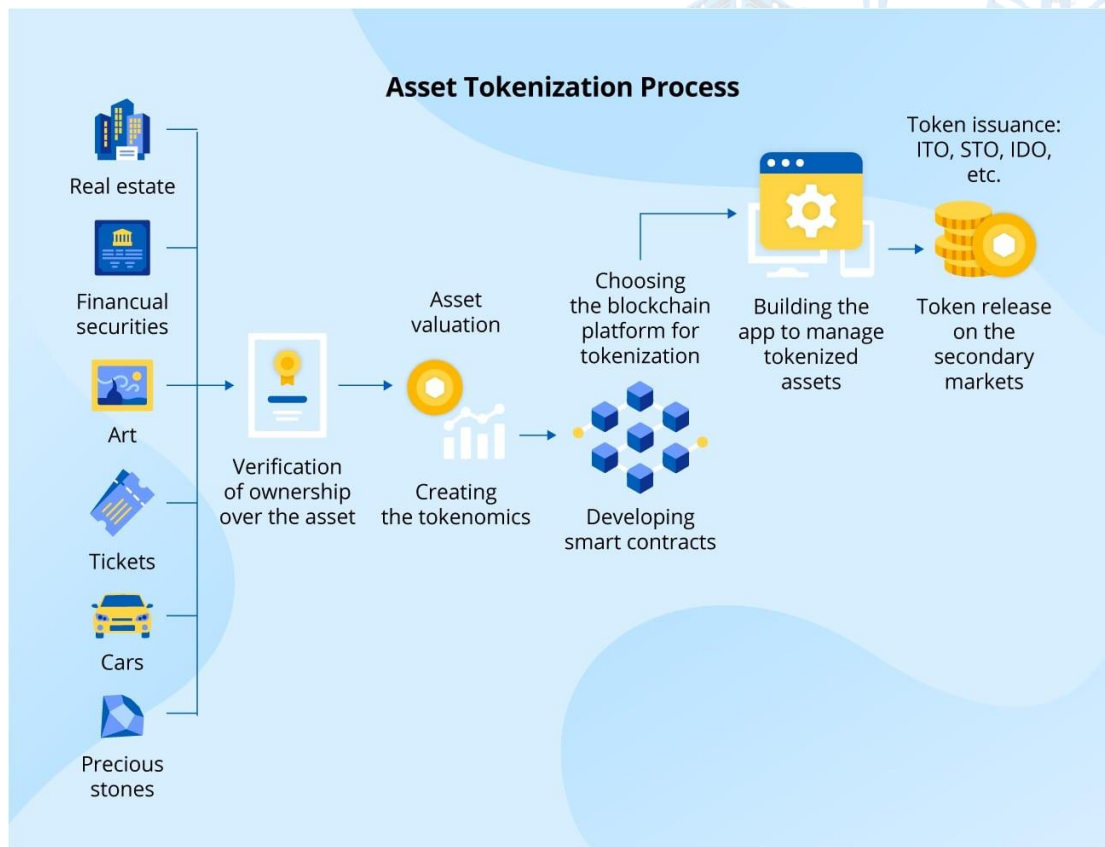 Asset Tokenization Process
Real estate
Financual
securities
Art
Tickets
Cars
Precious
stones
Verification
of ownership
over the asset
Asset
valuation
Creating
the tokenomics
Choosing
the blockchain
platform for
tokenization
Developing
smart contracts
Building the
app to manage
tokenized
assets
Token issuance:
ITO, STO, IDO,
etc.
Token release
on the
secondary
markets